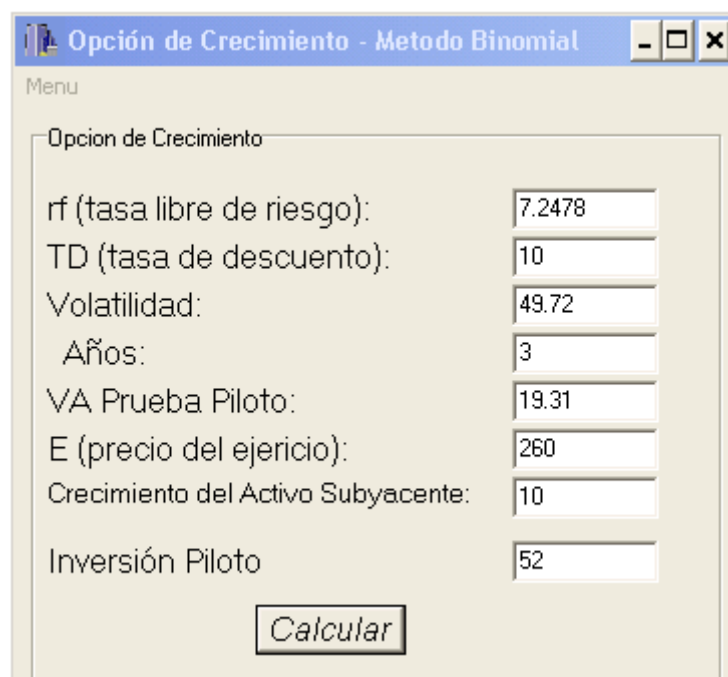 Opción de Crecimiento - Metodo Binomial
Menu
Opcion de Crecimiento
rf (tasa libre de riesgo): 7.2478
TD (tasa de descuento): 10
Volatilidad: 49.72
Años: 3
VA Prueba Piloto: 19.31
E (precio del ejericio): 260
Crecimiento del Activo Subyacente: 10
Inversión Piloto 52
Calcular